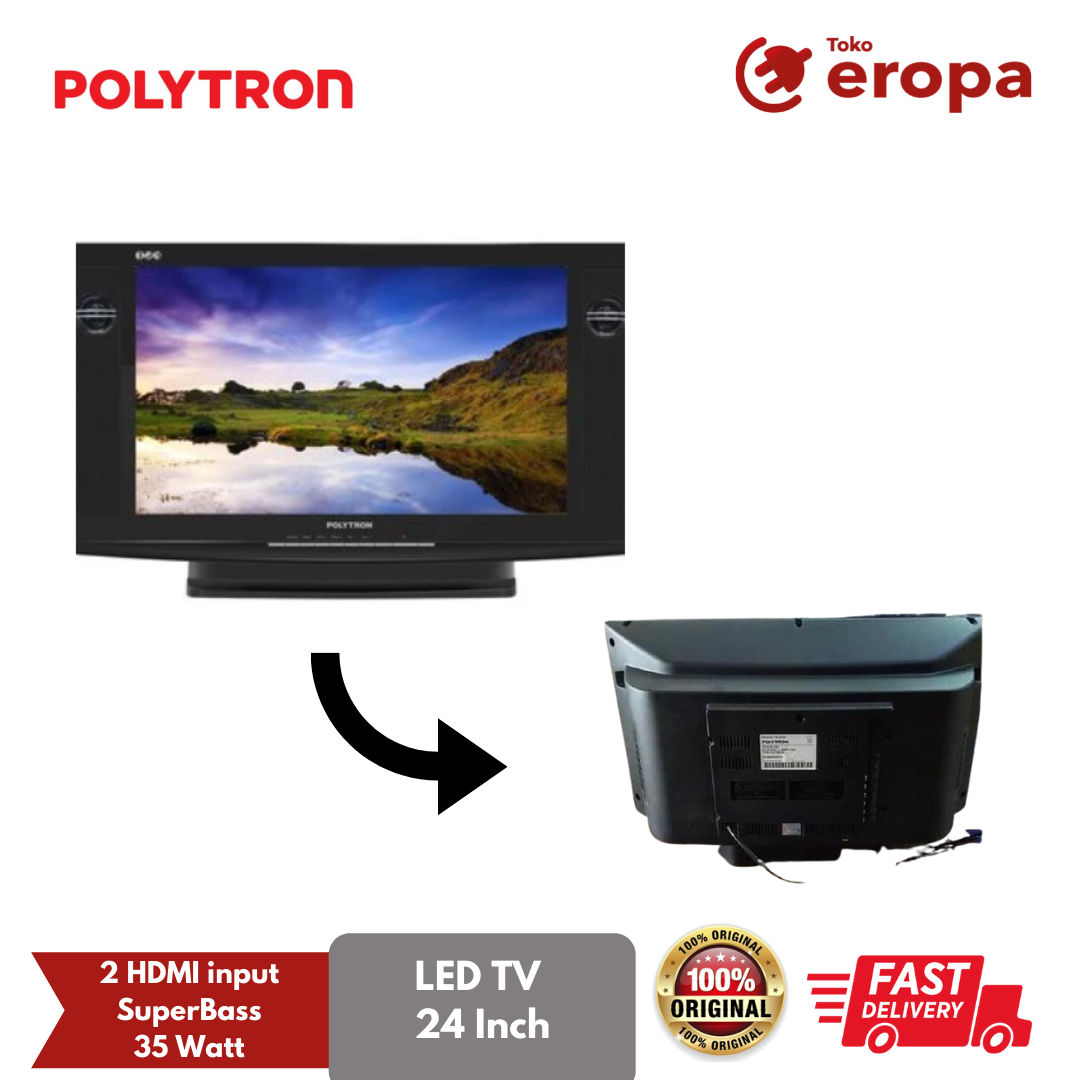 POLYTRON
Toko
eropa
POLYTRON
POLYTRON
2 HDMI input
SuperBass
35 Watt
LED TV
24 Inch
100% ORIGINAL
100%
ORIGINAL
100% ORIGINAL
FAST
DELIVERY